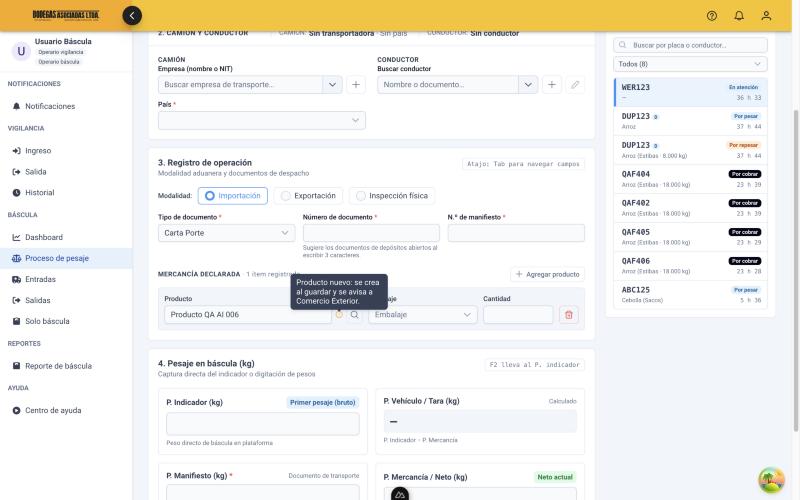 BODEGAS ASOCIADAS LTDA.
U
Usuario Báscula
Operario vigilancia
Operario báscula
NOTIFICACIONES
Notificaciones
VIGILANCIA
Ingreso
Salida
Historial
BÁSCULA
Dashboard
Proceso de pesaje
Entradas
Salidas
Solo báscula
REPORTES
Reporte de báscula
AYUDA
Centro de ayuda
2. CAMIÓN Y CONDUCTOR
CAMIÓN: Sin transportadora · Sin país
CONDUCTOR: Sin conductor
CAMIÓN
Empresa (nombre o NIT)
Buscar empresa de transporte...
País *
CONDUCTOR
Buscar conductor
Nombre o documento...
3. Registro de operación
Modalidad aduanera y documentos de despacho
Atajo: Tab para navegar campos
Modalidad:
Importación
Exportación
Inspección física
Tipo de documento *
Carta Porte
Número de documento *
Sugiere los documentos de depósitos abiertos al
escribir 3 caracteres.
N.º de manifiesto *
MERCANCÍA DECLARADA · 1 item registrado
Agregar producto
Producto nuevo: se crea
al guardar y se avisa a
Comercio Exterior.
Producto
Producto QA AI 006
Embalaje
Cantidad
4. Pesaje en báscula (kg)
Captura directa del indicador o digitación de pesos
F2 lleva al P. indicador
P. Indicador (kg)
Primer pesaje (bruto)
Peso directo de báscula en plataforma
P. Vehículo / Tara (kg)
Calculado
—
P. Indicador − P. Mercancía
P. Manifiesto (kg) *
Documento de transporte
P. Mercancía / Neto (kg)
Neto actual
Buscar por placa o conductor...
Todos (8)
WER123
En atención
—
36 h 33
DUP123
Por pesar
Arroz
37 h 44
DUP123
Por repesar
Arroz (Estibas · 8.000 kg)
37 h 44
QAF404
Por cobrar
Arroz (Estibas · 18.000 kg)
23 h 39
QAF402
Por cobrar
Arroz (Estibas · 18.000 kg)
23 h 39
QAF405
Por cobrar
Arroz (Estibas · 18.000 kg)
23 h 29
QAF406
Por cobrar
Arroz (Estibas · 18.000 kg)
23 h 28
ABC125
Por pesar
Cebolla (Sacos)
5 h 36